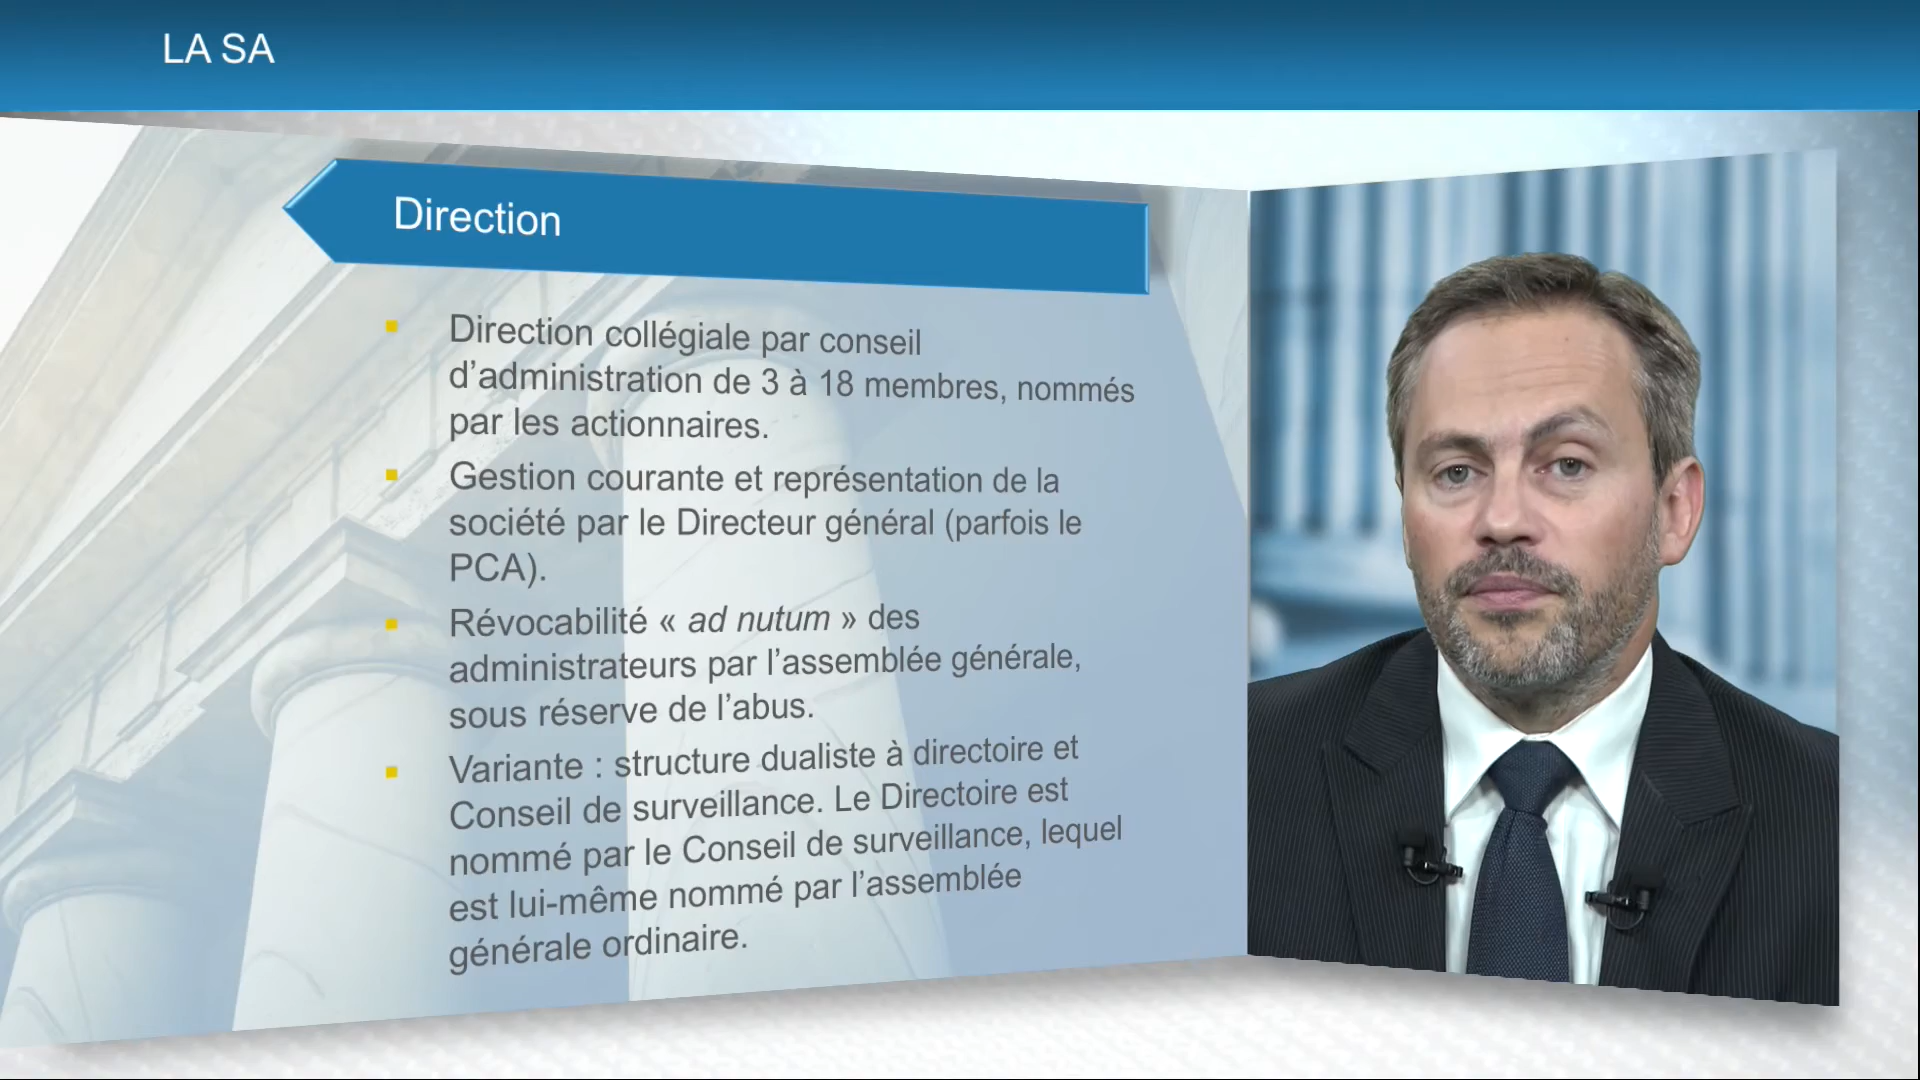 LA SA
Direction
Direction collégiale par conseil
d’administration de 3 à 18 membres, nommés
par les actionnaires.
Gestion courante et représentation de la
société par le Directeur général (parfois le
PCA).
Révocabilité « ad nutum » des
administrateurs par l’assemblée générale,
sous réserve de l’abus.
Variante : structure dualiste à directoire et
Conseil de surveillance. Le Directoire est
nommé par le Conseil de surveillance, lequel
est lui-même nommé par l’assemblée
générale ordinaire.